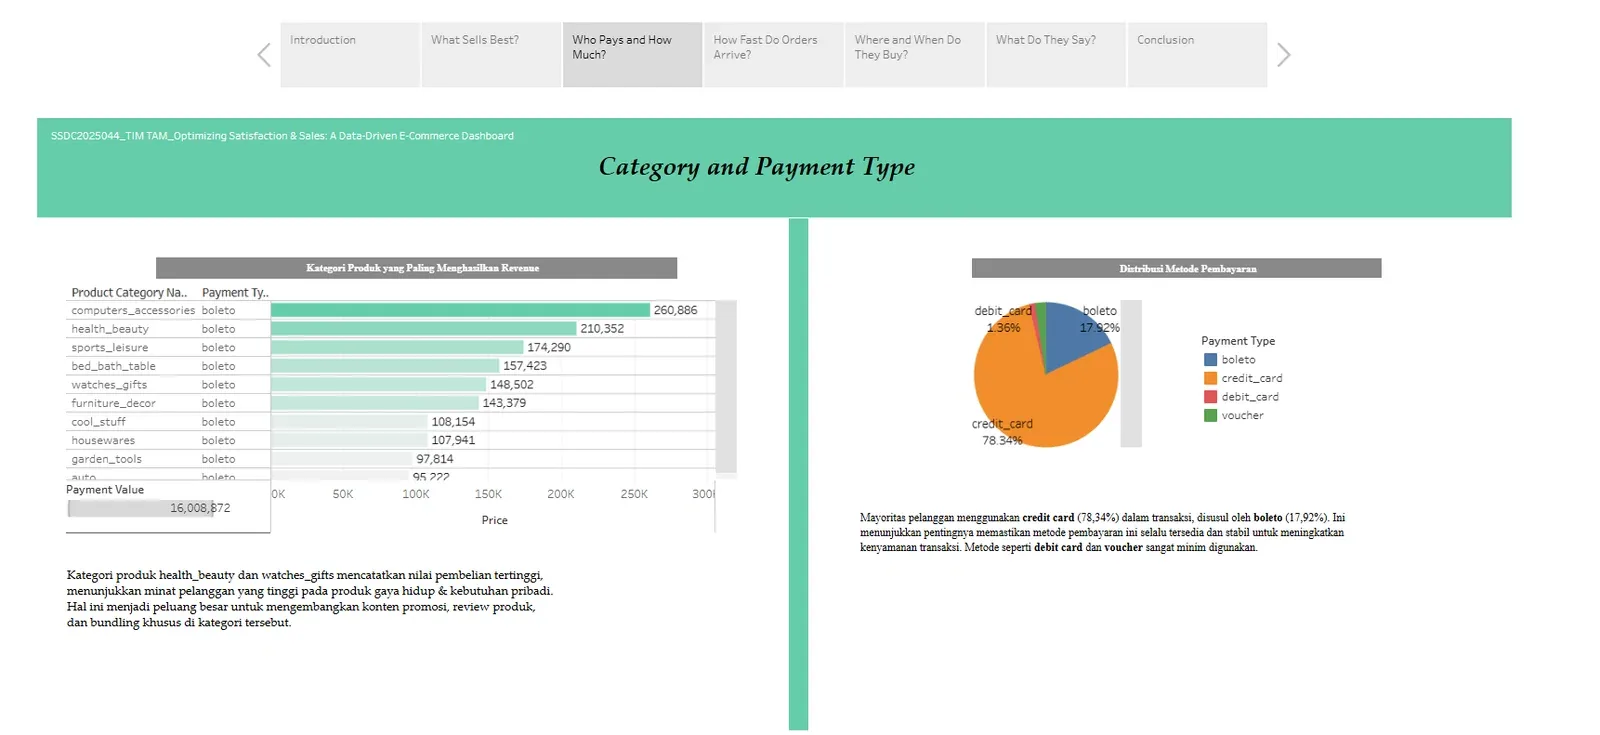 Introduction
What Sells Best?
Who Pays and How
Much?
How Fast Do Orders
Arrive?
Where and When Do
They Buy?
What Do They Say?
Conclusion
SSDC2025044_TIM TAM_Optimizing Satisfaction & Sales: A Data-Driven E-Commerce Dashboard
Category and Payment Type
Kategori Produk yang Paling Menghasilkan Revenue
Product Category Na.. Payment Ty..
computers_accessories boleto 260,886
health_beauty boleto 210,352
sports_leisure boleto 174,290
bed_bath_table boleto 157,423
watches_gifts boleto 148,502
furniture_decor boleto 143,379
cool_stuff boleto 108,154
housewares boleto 107,941
garden_tools boleto 97,814
auto boleto 95,222
Payment Value
16,008,872
0K 50K 100K 150K 200K 250K 300K
Price
Kategori produk health_beauty dan watches_gifts mencatatkan nilai pembelian tertinggi,
menunjukkan minat pelanggan yang tinggi pada produk gaya hidup & kebutuhan pribadi.
Hal ini menjadi peluang besar untuk mengembangkan konten promosi, review produk,
dan bundling khusus di kategori tersebut.
Distribusi Metode Pembayaran
debit_card
1.36%
boleto
17.92%
credit_card
78.34%
Payment Type
boleto
credit_card
debit_card
voucher
Mayoritas pelanggan menggunakan credit card (78,34%) dalam transaksi, disusul oleh boleto (17,92%). Ini
menunjukkan pentingnya memastikan metode pembayaran ini selalu tersedia dan stabil untuk meningkatkan
kenyamanan transaksi. Metode seperti debit card dan voucher sangat minim digunakan.